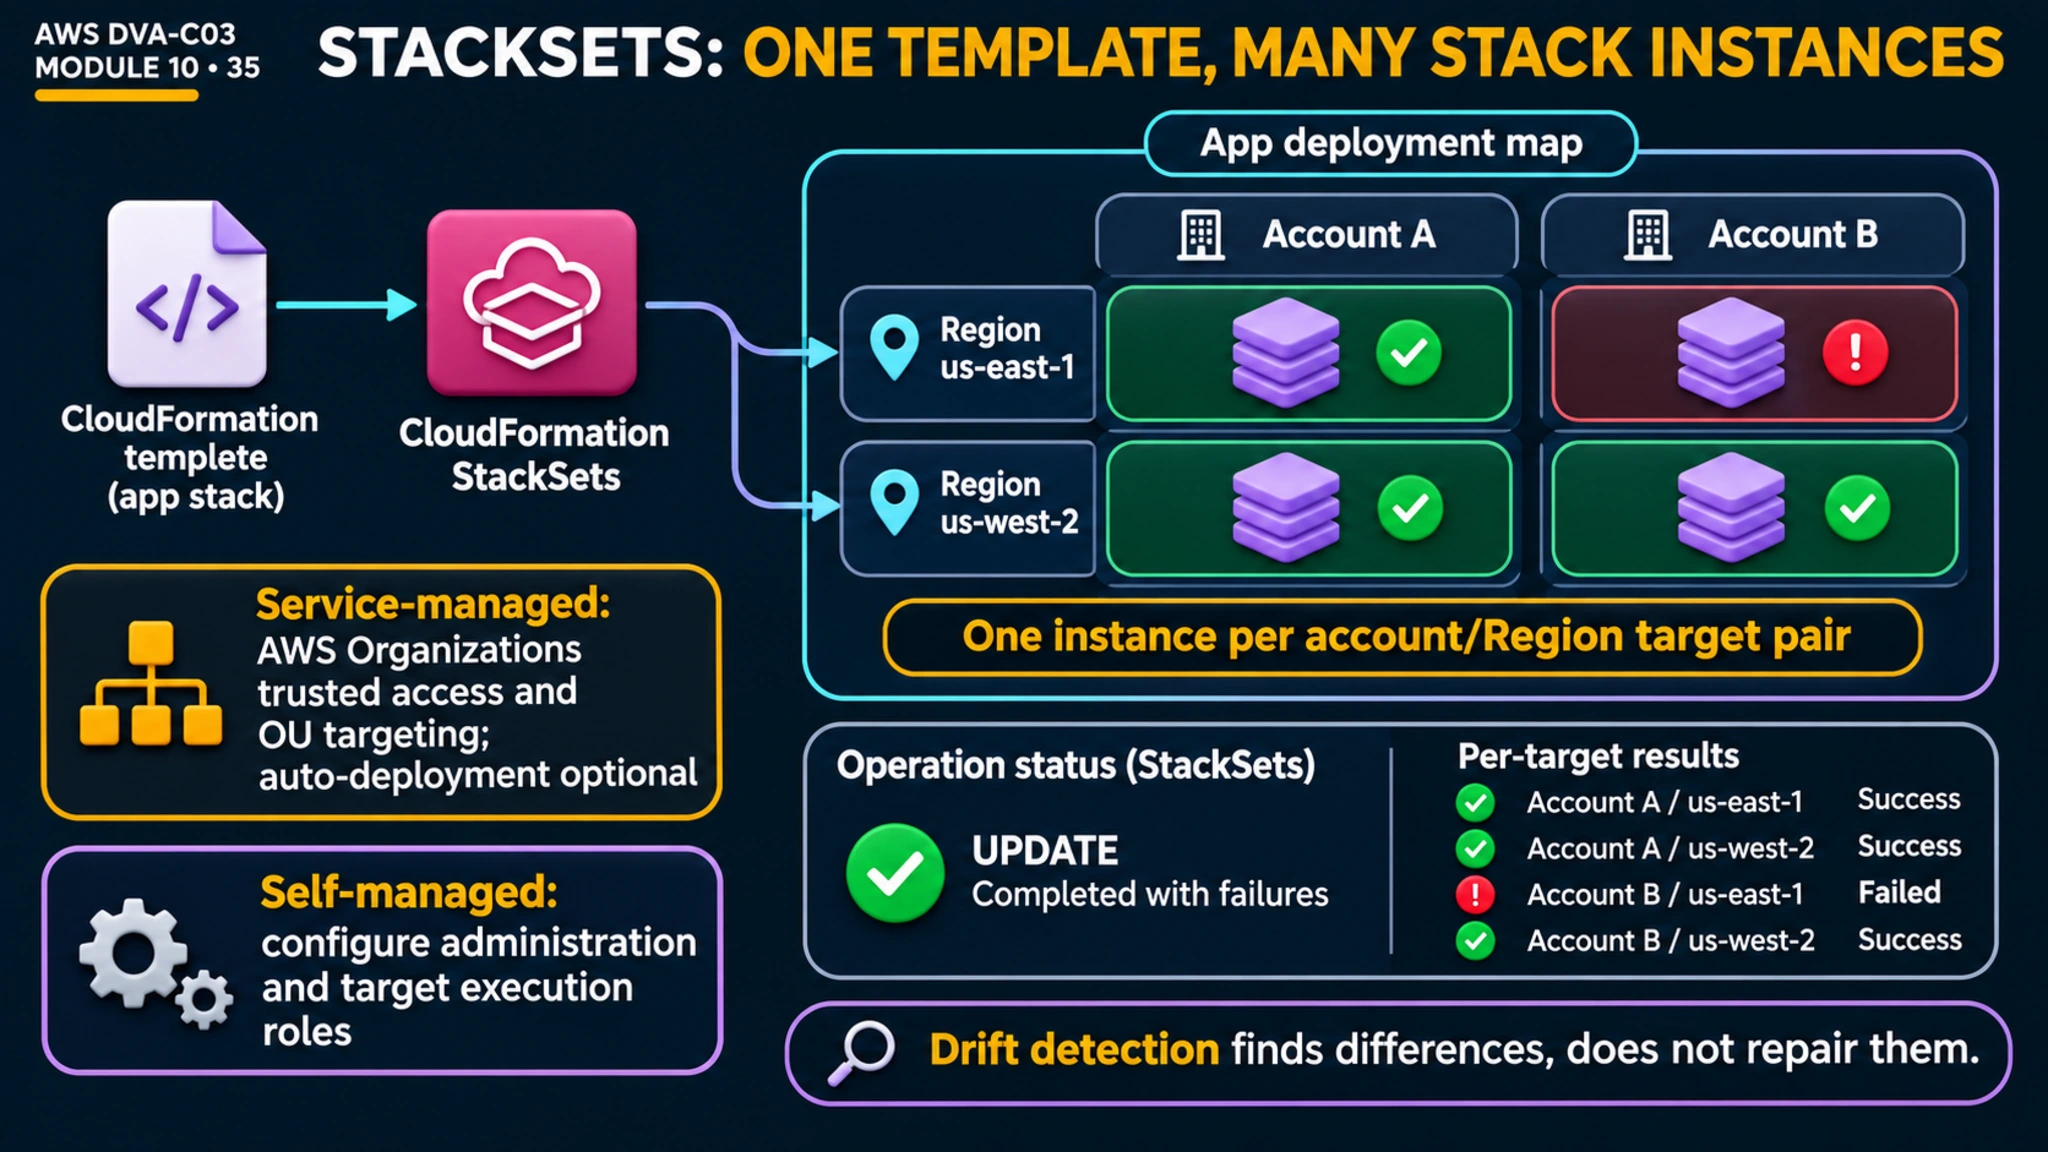 AWS DVA-C03
MODULE 10 • 35
STACKSETS: ONE TEMPLATE, MANY STACK INSTANCES
CloudFormation
templete
(app stack)
CloudFormation
StackSets
App deployment map
Account A
Account B
Region
us-east-1
Region
us-west-2
One instance per account/Region target pair
Service-managed:
AWS Organizations
trusted access and
OU targeting;
auto-deployment optional
Self-managed:
configure administration
and target execution
roles
Operation status (StackSets)
UPDATE
Completed with failures
Per-target results
Account A / us-east-1 Success
Account A / us-west-2 Success
Account B / us-east-1 Failed
Account B / us-west-2 Success
Drift detection finds differences, does not repair them.